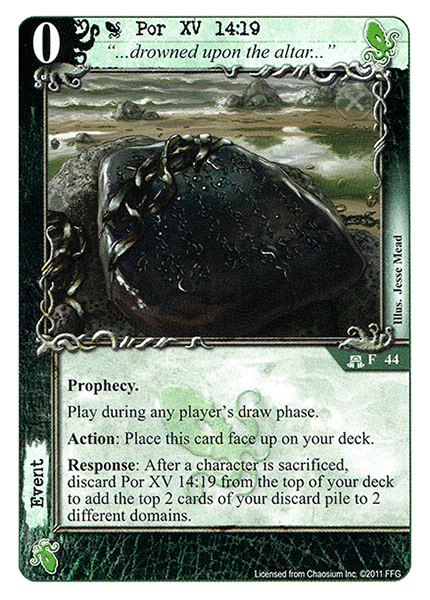 0
Por XV 14:19
"...drowned upon the altar..."
Illus. Jesse Mead
F 44
Prophecy.
Play during any player's draw phase.
Action: Place this card face up on your deck.
Response: After a character is sacrificed,
discard Por XV 14:19 from the top of your deck
to add the top 2 cards of your discard pile to 2
different domains.
Event
Licensed from Chaosium Inc. ©2011 FFG